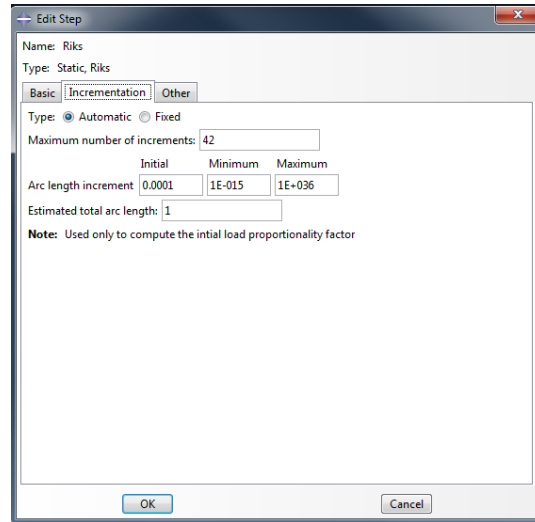 Edit Step
Name: Riks
Type: Static, Riks
Basic Incrementation Other
Type: Automatic Fixed
Maximum number of increments: 42
Initial Minimum Maximum
Arc length increment 0.0001 1E-015 1E+036
Estimated total arc length: 1
Note: Used only to compute the intial load proportionality factor
OK Cancel